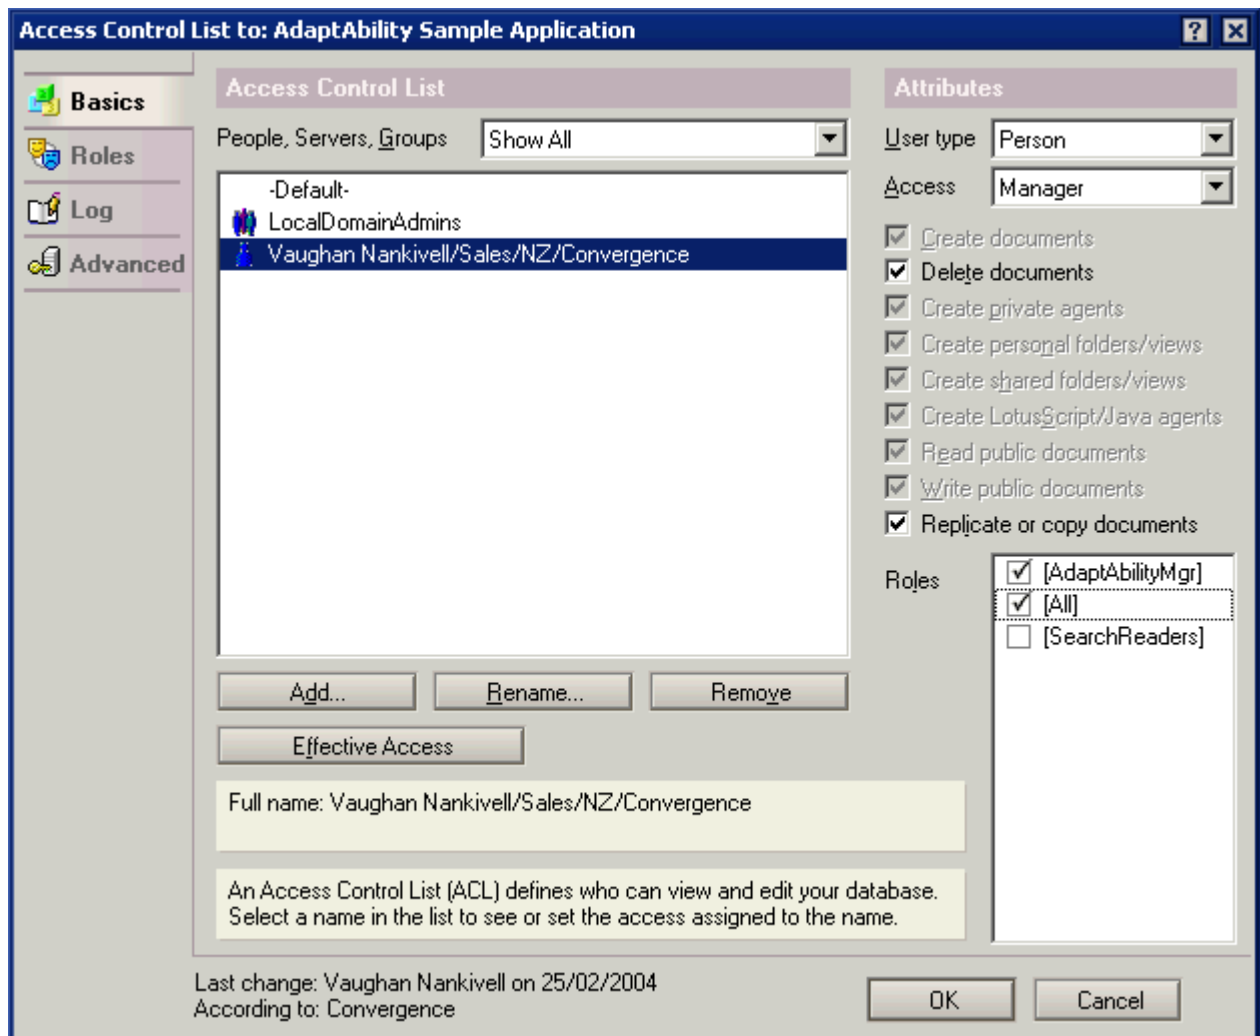 Access Control List to: AdaptAbility Sample Application
Basics
Roles
Log
Advanced
Access Control List
People, Servers, Groups Show All
-Default-
LocalDomainAdmins
Vaughan Nankivell/Sales/NZ/Convergence
Add... Rename... Remove
Effective Access
Full name: Vaughan Nankivell/Sales/NZ/Convergence
An Access Control List (ACL) defines who can view and edit your database.
Select a name in the list to see or set the access assigned to the name.
Attributes
User type Person
Access Manager
Create documents
Delete documents
Create private agents
Create personal folders/views
Create shared folders/views
Create LotusScript/Java agents
Read public documents
Write public documents
Replicate or copy documents
Roles
[AdaptAbilityMgr]
[All]
[SearchReaders]
Last change: Vaughan Nankivell on 25/02/2004
According to: Convergence
OK Cancel